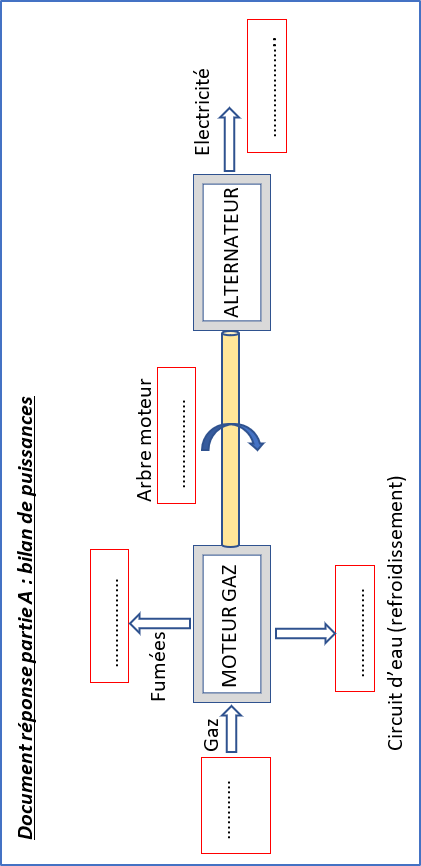 Document réponse partie A : bilan de puissances
Fumées
................
Arbre moteur
................
Electricité
..................
Gaz
............
MOTEUR GAZ
ALTERNATEUR
................
Circuit d'eau (refroidissement)